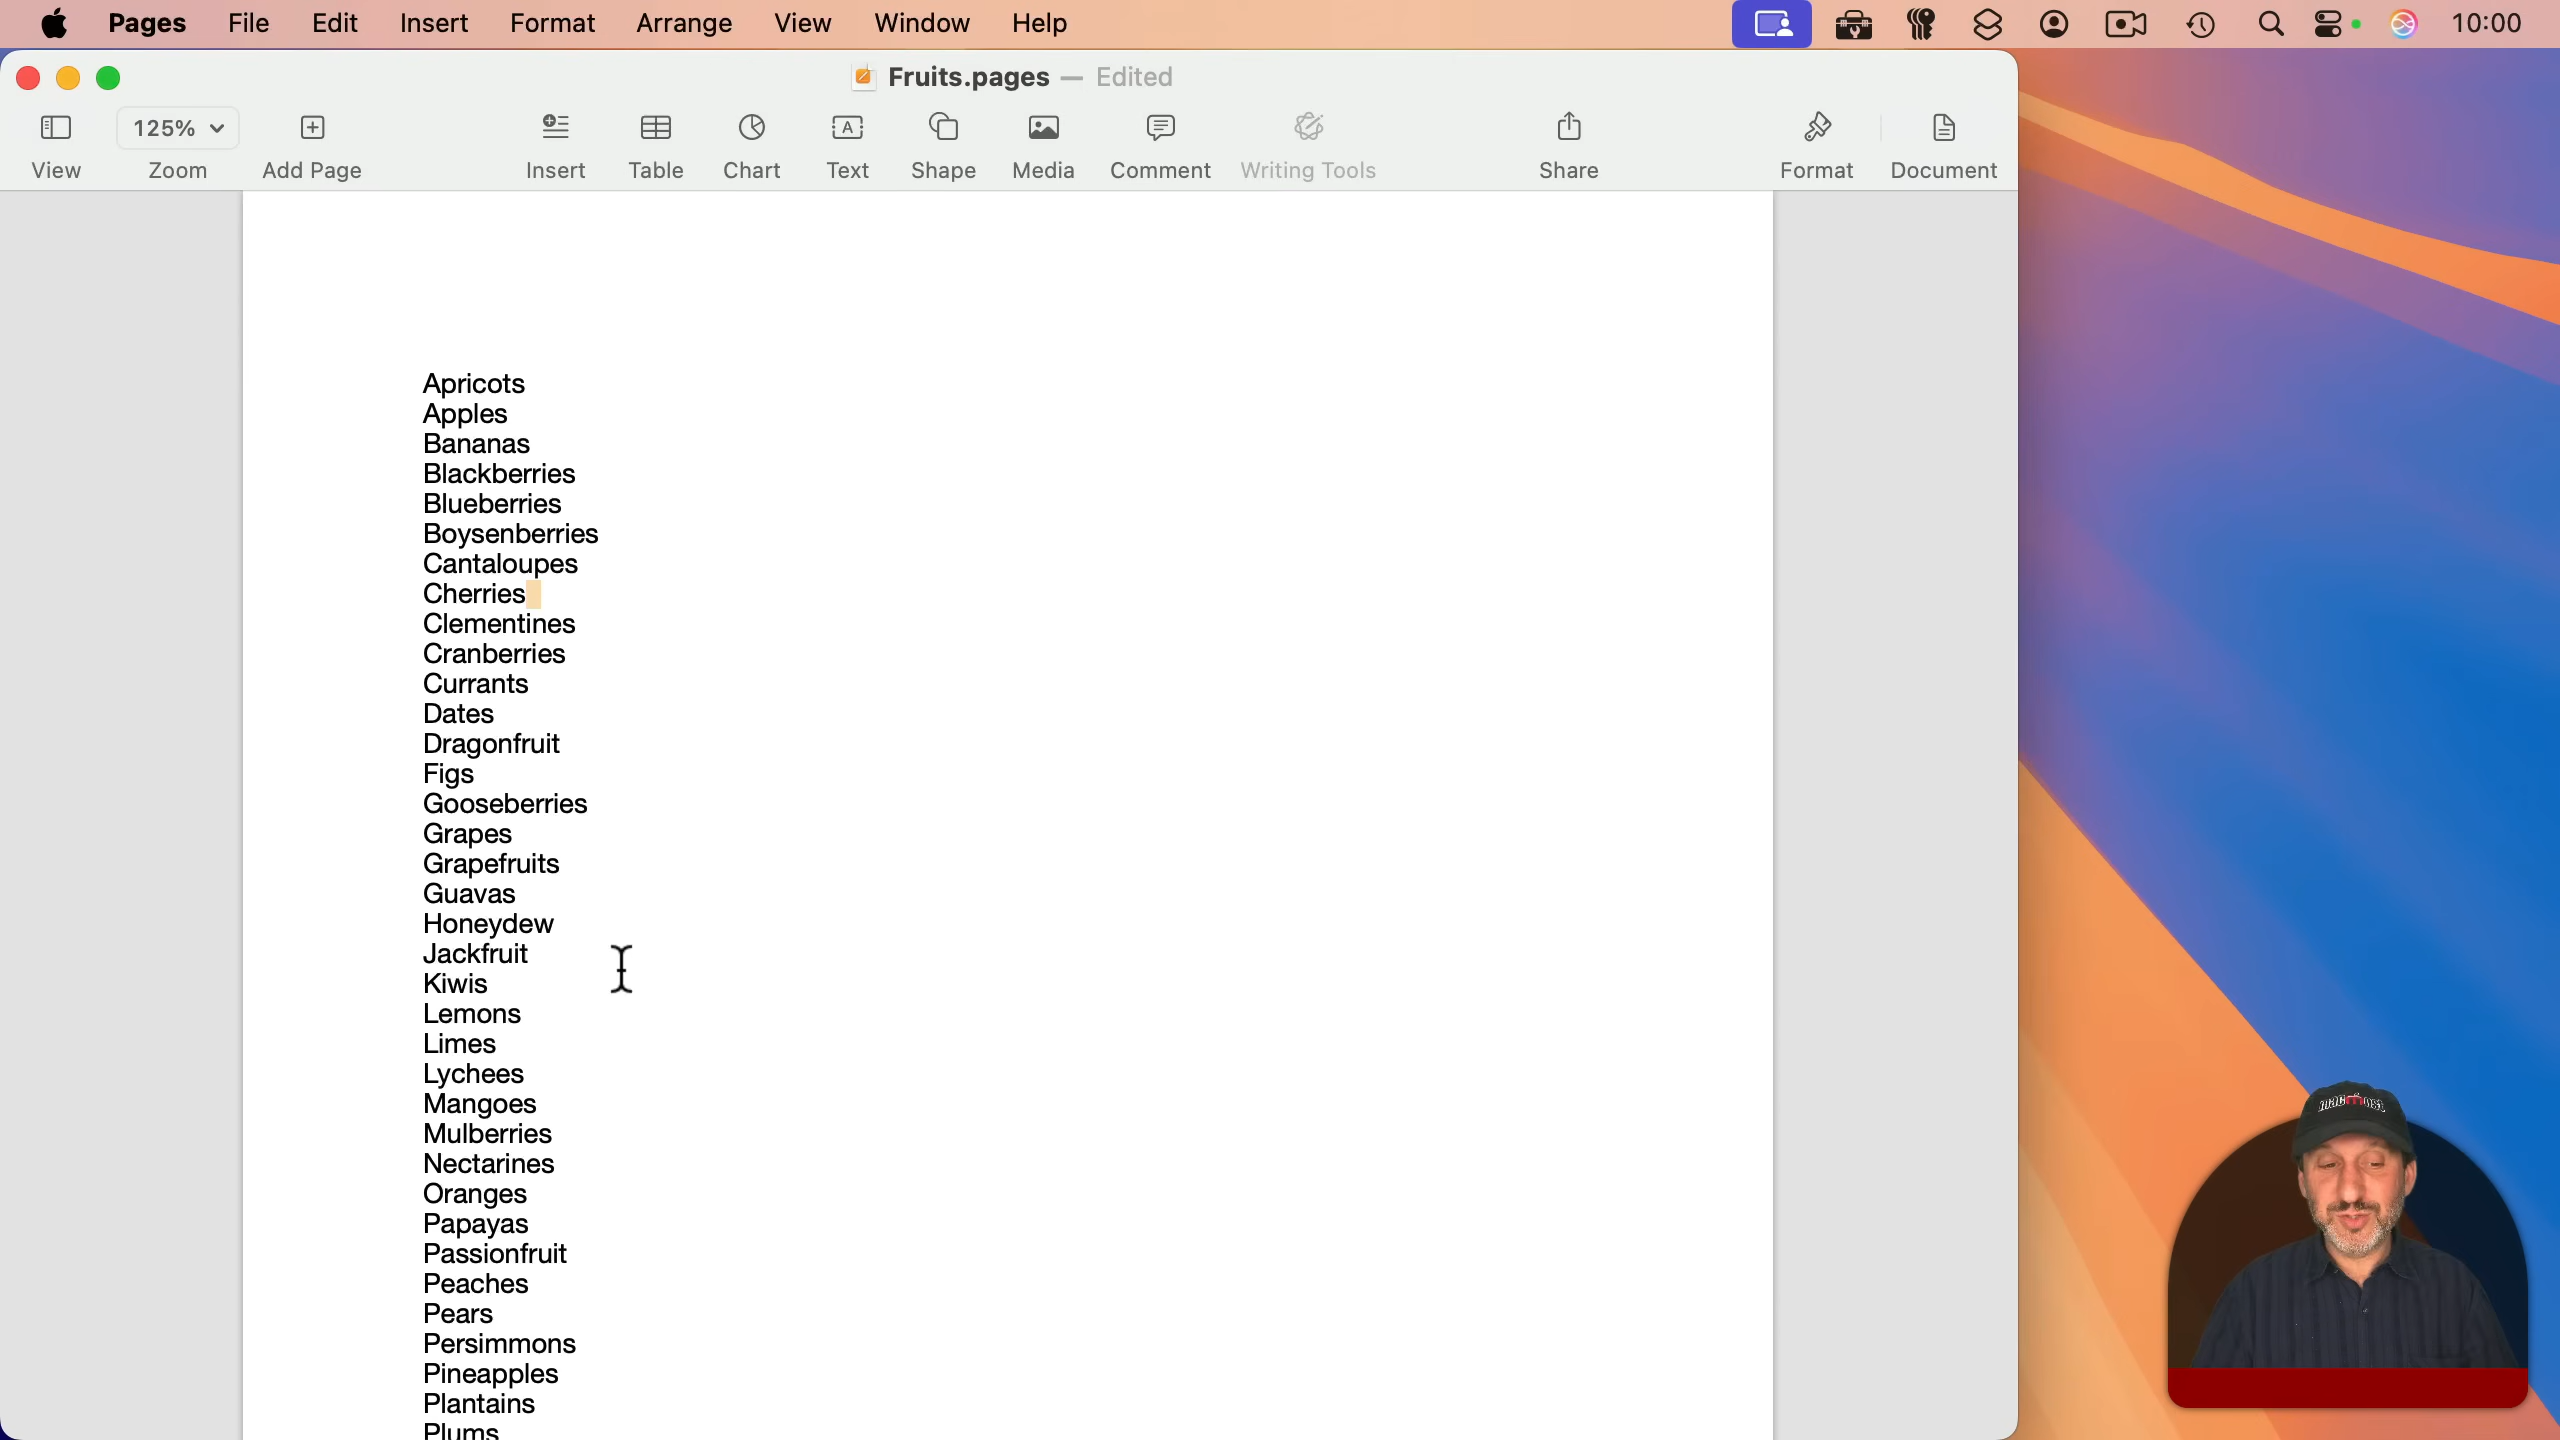 Pages File Edit Insert Format Arrange View Window Help 10:00
Fruits.pages — Edited
125%
View Zoom Add Page Insert Table Chart Text Shape Media Comment Writing Tools Share Format Document
Apricots
Apples
Bananas
Blackberries
Blueberries
Boysenberries
Cantaloupes
Cherries
Clementines
Cranberries
Currants
Dates
Dragonfruit
Figs
Gooseberries
Grapes
Grapefruits
Guavas
Honeydew
Jackfruit
Kiwis
Lemons
Limes
Lychees
Mangoes
Mulberries
Nectarines
Oranges
Papayas
Passionfruit
Peaches
Pears
Persimmons
Pineapples
Plantains
Plums
macmost